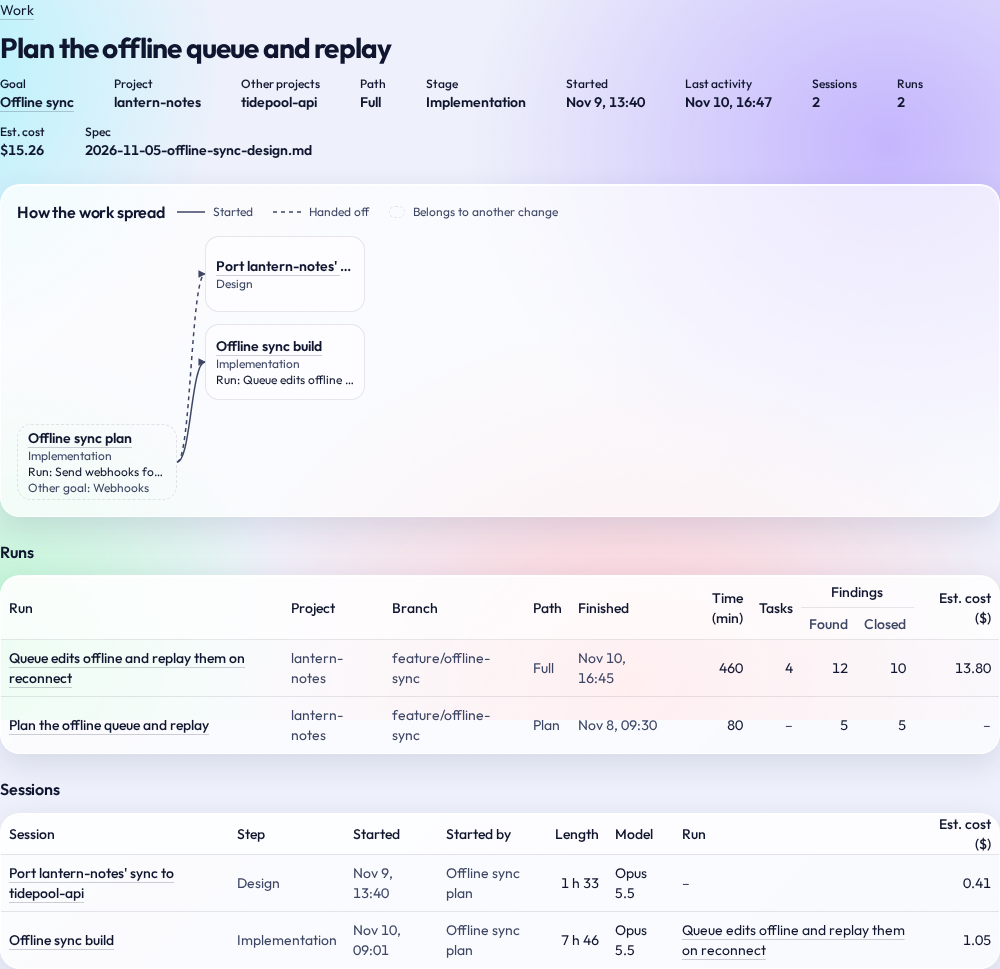 Work
Plan the offline queue and replay
Goal Project Other projects Path Stage Started Last activity Sessions Runs
Offline sync lantern-notes tidepool-api Full Implementation Nov 9, 13:40 Nov 10, 16:47 2 2
Est. cost Spec
$15.26 2026-11-05-offline-sync-design.md
How the work spread Started Handed off Belongs to another change
Port lantern-notes' ...
Design
Offline sync build
Implementation
Run: Queue edits offline ...
Offline sync plan
Implementation
Run: Send webhooks fo...
Other goal: Webhooks
Runs
Run Project Branch Path Finished Time (min) Tasks Findings Found Closed Est. cost ($)
Queue edits offline and replay them on reconnect lantern-notes feature/offline-sync Full Nov 10, 16:45 460 4 12 10 13.80
Plan the offline queue and replay lantern-notes feature/offline-sync Plan Nov 8, 09:30 80 – 5 5 –
Sessions
Session Step Started Started by Length Model Run Est. cost ($)
Port lantern-notes' sync to tidepool-api Design Nov 9, 13:40 Offline sync plan 1 h 33 Opus 5.5 – 0.41
Offline sync build Implementation Nov 10, 09:01 Offline sync plan 7 h 46 Opus 5.5 Queue edits offline and replay them on reconnect 1.05